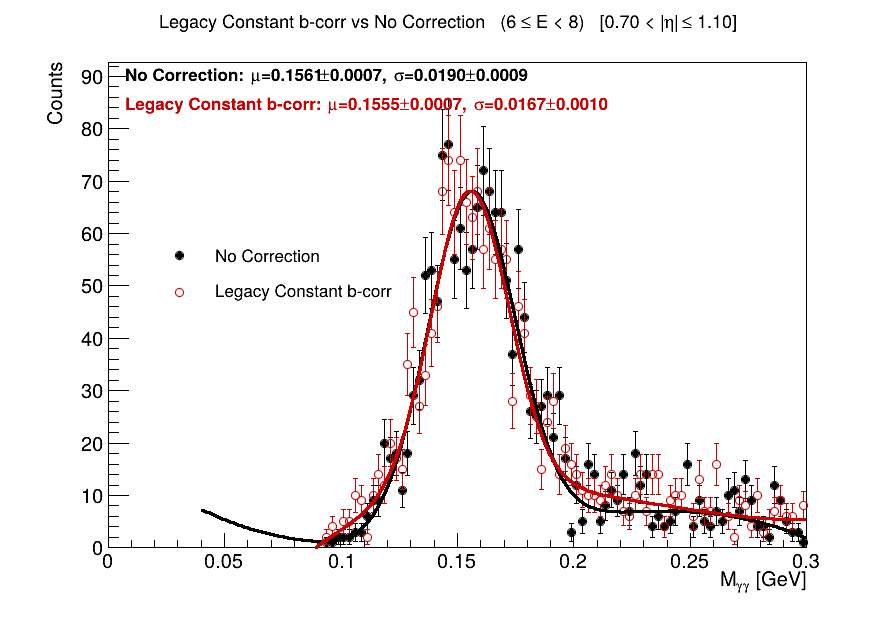 Legacy Constant b-corr vs No Correction (6 ≤ E < 8) [0.70 < |η| ≤ 1.10]
No Correction: μ=0.1561±0.0007, σ=0.0190±0.0009
Legacy Constant b-corr: μ=0.1555±0.0007, σ=0.0167±0.0010
Counts
90
80
70
60
50
40
30
20
10
0
No Correction
Legacy Constant b-corr
0 0.05 0.1 0.15 0.2 0.25 0.3
Mγγ [GeV]